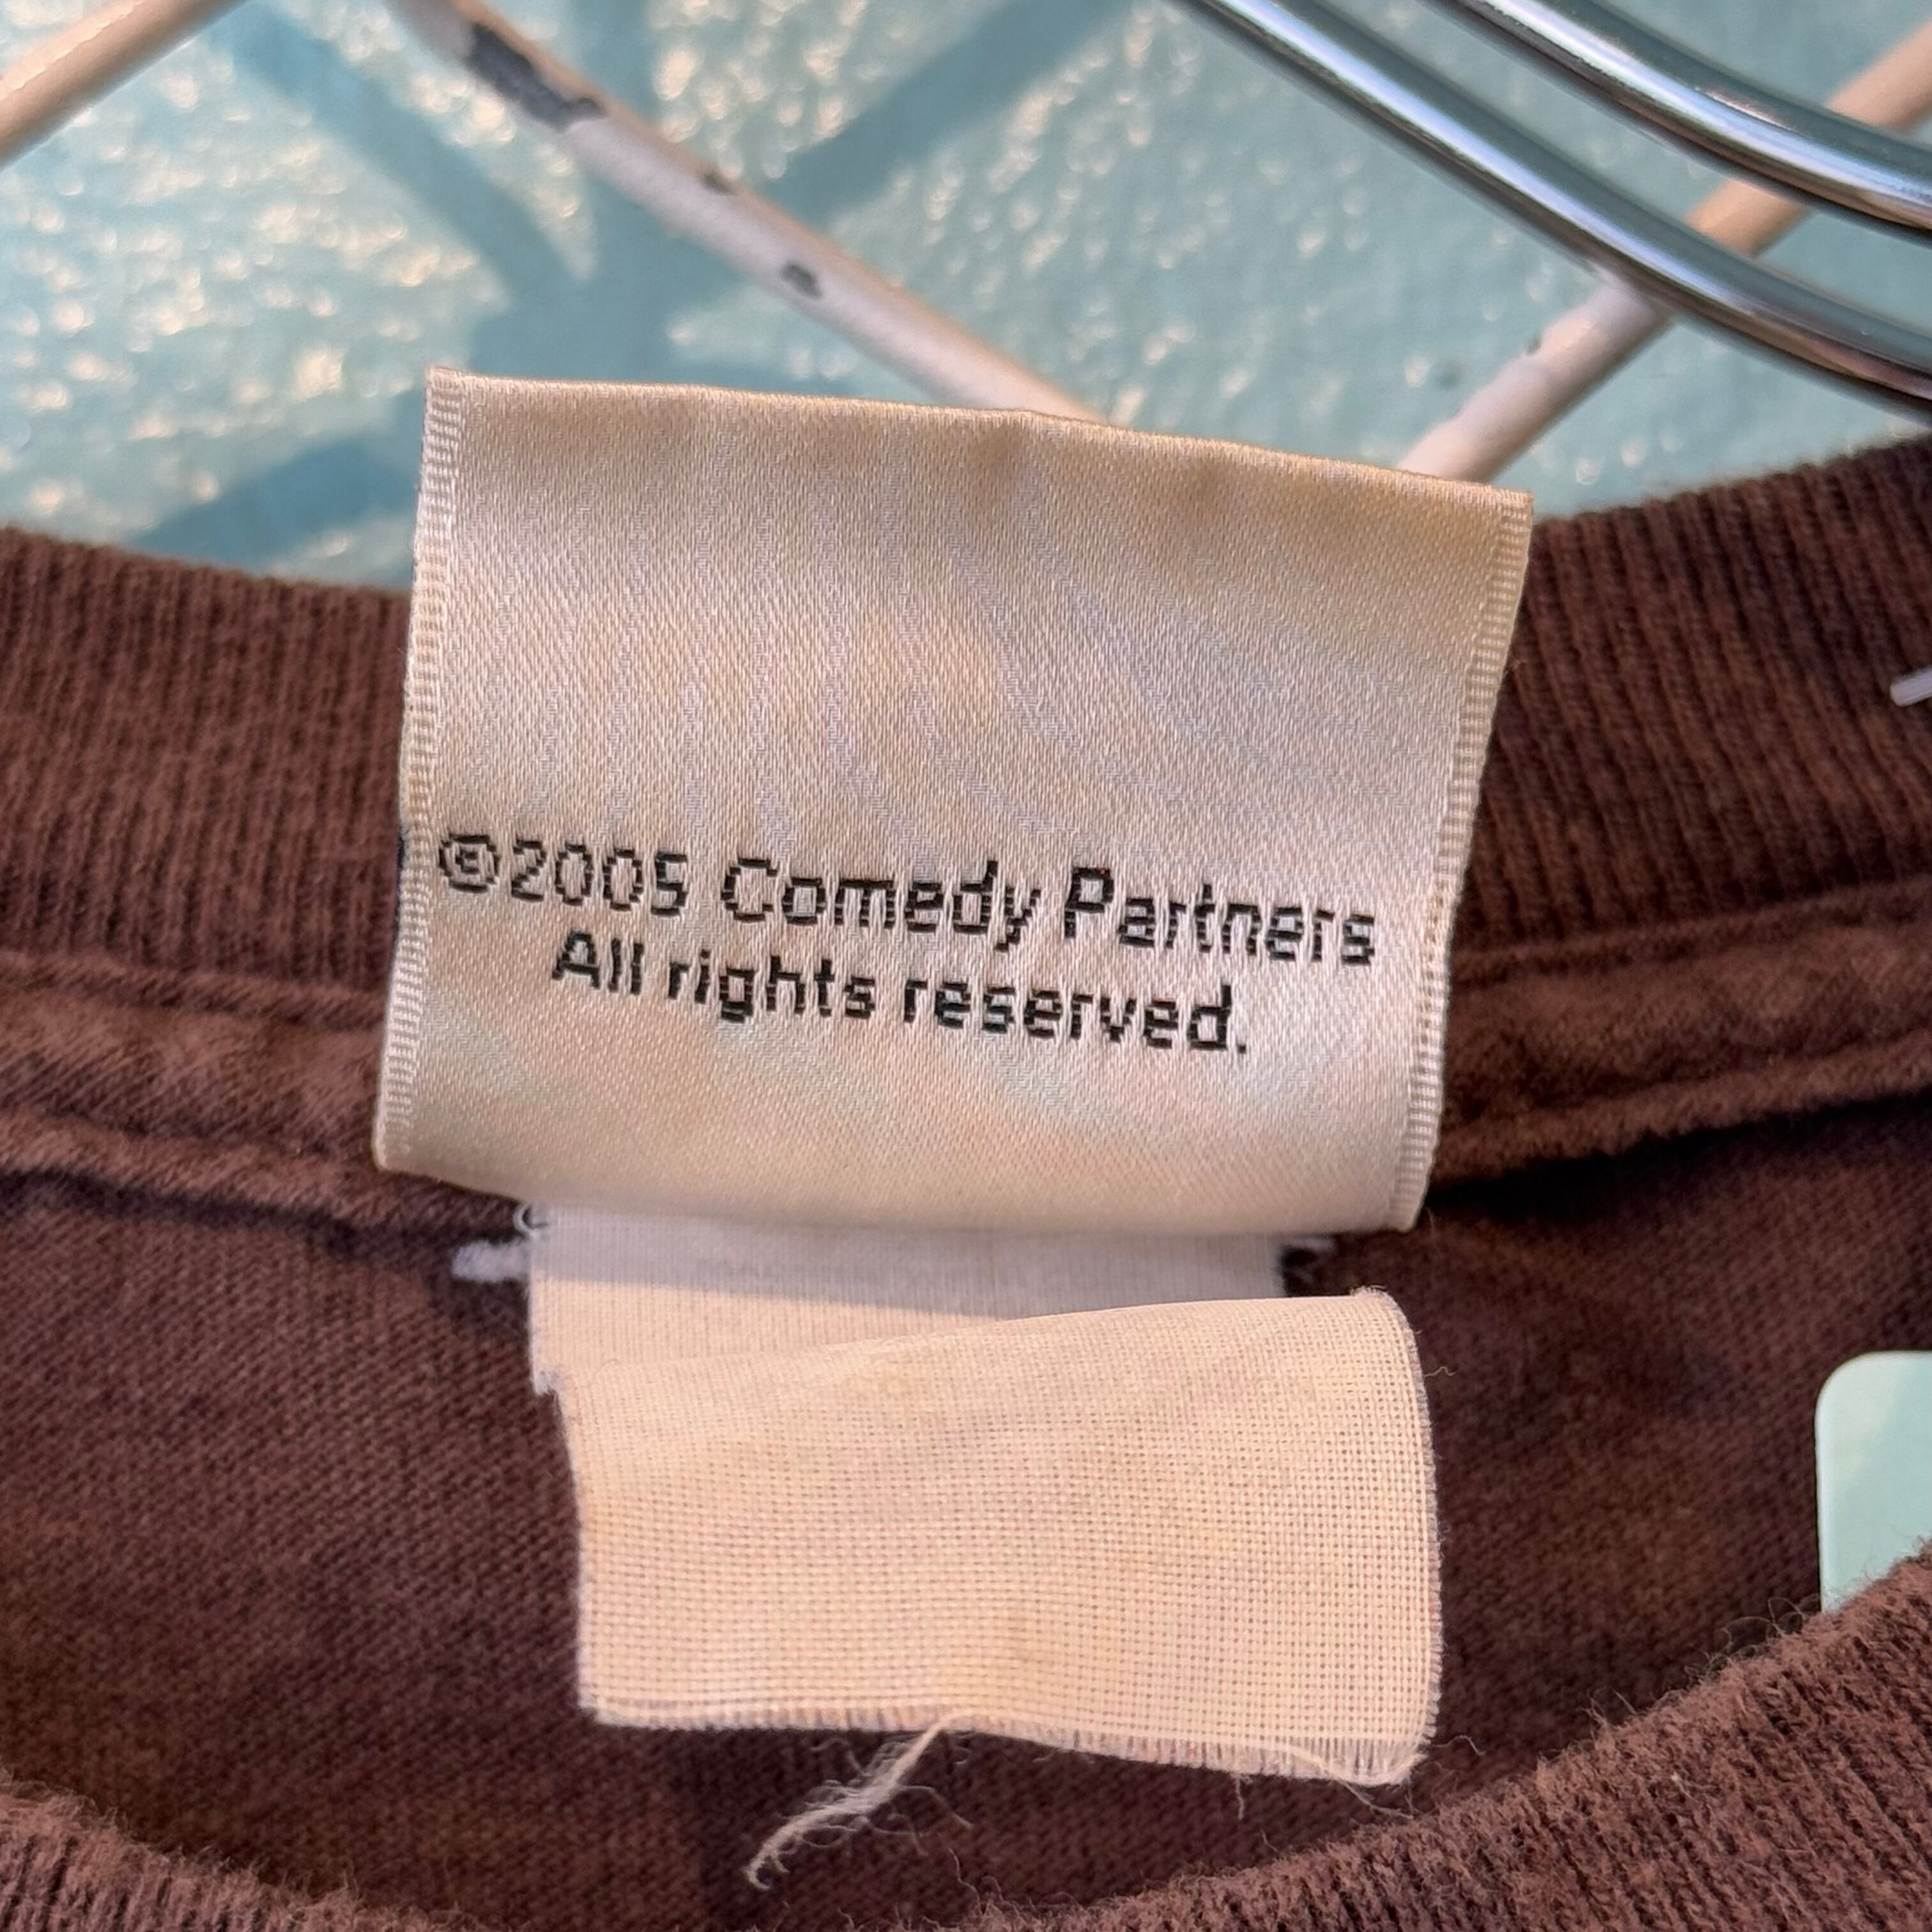 ©2005 Comedy Partners
All rights reserved.